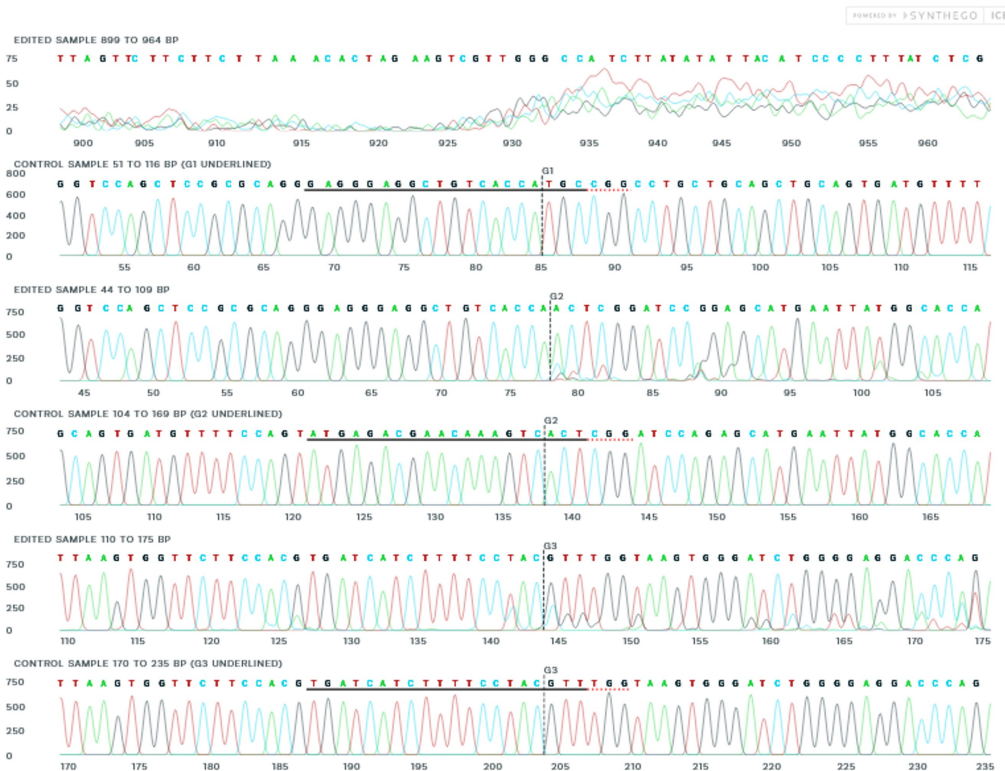 POWERED BY SYNTHEGO | ICE
EDITED SAMPLE 899 TO 964 BP
75 T T A G T T C T T C T T C T T A A A C A C T A G A A G T C G T T G G G C C A T C T T A T A T A T T A C A T C C C C T T T A T C T C G
50
25
0
900 905 910 915 920 925 930 935 940 945 950 955 960
CONTROL SAMPLE 51 TO 116 BP (G1 UNDERLINED)
800
G1
600 G G T C C A G C T C C G C G C A G G G A G G G A G G C T G T C A C C A T G C C G G C C T G C T G C A G C T G C A G T G A T G T T T T
400
200
0
55 60 65 70 75 80 85 90 95 100 105 110 115
EDITED SAMPLE 44 TO 109 BP
G2
750 G G T C C A G C T C C G C G C A G G G A G G G A G G C T G T C A C C A A C T C G G A T C C G G A G C A T G A A T T A T G G C A C C A
500
250
0
45 50 55 60 65 70 75 80 85 90 95 100 105
CONTROL SAMPLE 104 TO 169 BP (G2 UNDERLINED)
G2
750 G C A G T G A T G T T T T C C A G T A T G A G A C G A A C A A A G T C A C T C G G A T C C A G A G C A T G A A T T A T G G C A C C A
500
250
0
105 110 115 120 125 130 135 140 145 150 155 160 165
EDITED SAMPLE 110 TO 175 BP
G3
750 T T A A G T G G T T C T T C C A C G T G A T C A T C T T T T C C T A C G T T T G G T A A G T G G G A T C T G G G G A G G A C C C A G
500
250
0
110 115 120 125 130 135 140 145 150 155 160 165 170 175
CONTROL SAMPLE 170 TO 235 BP (G3 UNDERLINED)
G3
750 T T A A G T G G T T C T T C C A C G T G A T C A T C T T T T C C T A C G T T T G G T A A G T G G G A T C T G G G G A G G A C C C A G
500
250
0
170 175 180 185 190 195 200 205 210 215 220 225 230 235